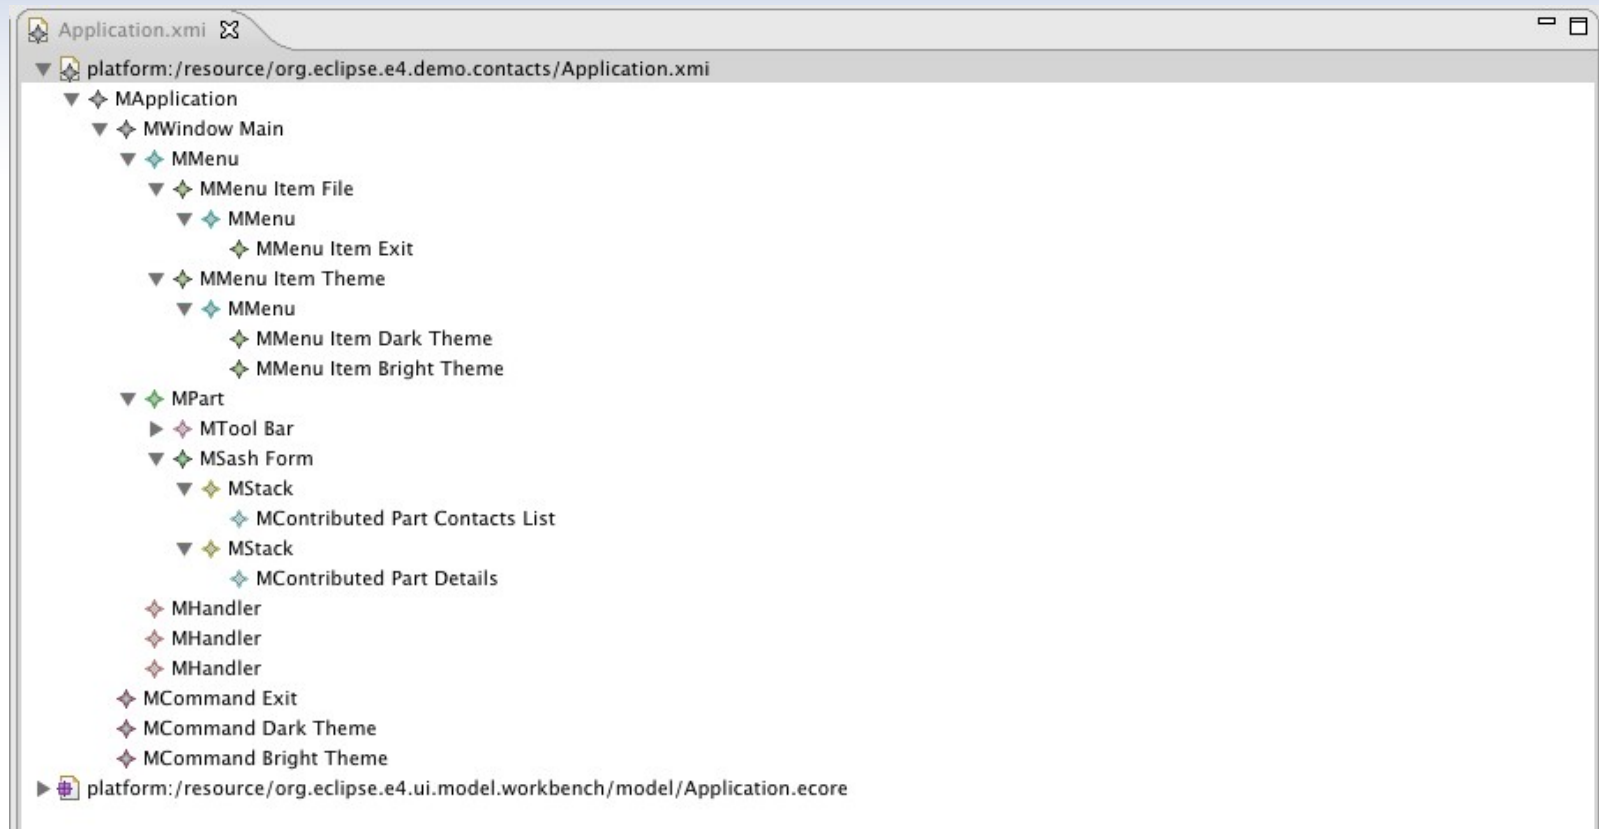 Application.xmi
platform:/resource/org.eclipse.e4.demo.contacts/Application.xmi
MApplication
MWindow Main
MMenu
MMenu Item File
MMenu
MMenu Item Exit
MMenu Item Theme
MMenu
MMenu Item Dark Theme
MMenu Item Bright Theme
MPart
MTool Bar
MSash Form
MStack
MContributed Part Contacts List
MStack
MContributed Part Details
MHandler
MHandler
MHandler
MCommand Exit
MCommand Dark Theme
MCommand Bright Theme
platform:/resource/org.eclipse.e4.ui.model.workbench/model/Application.ecore